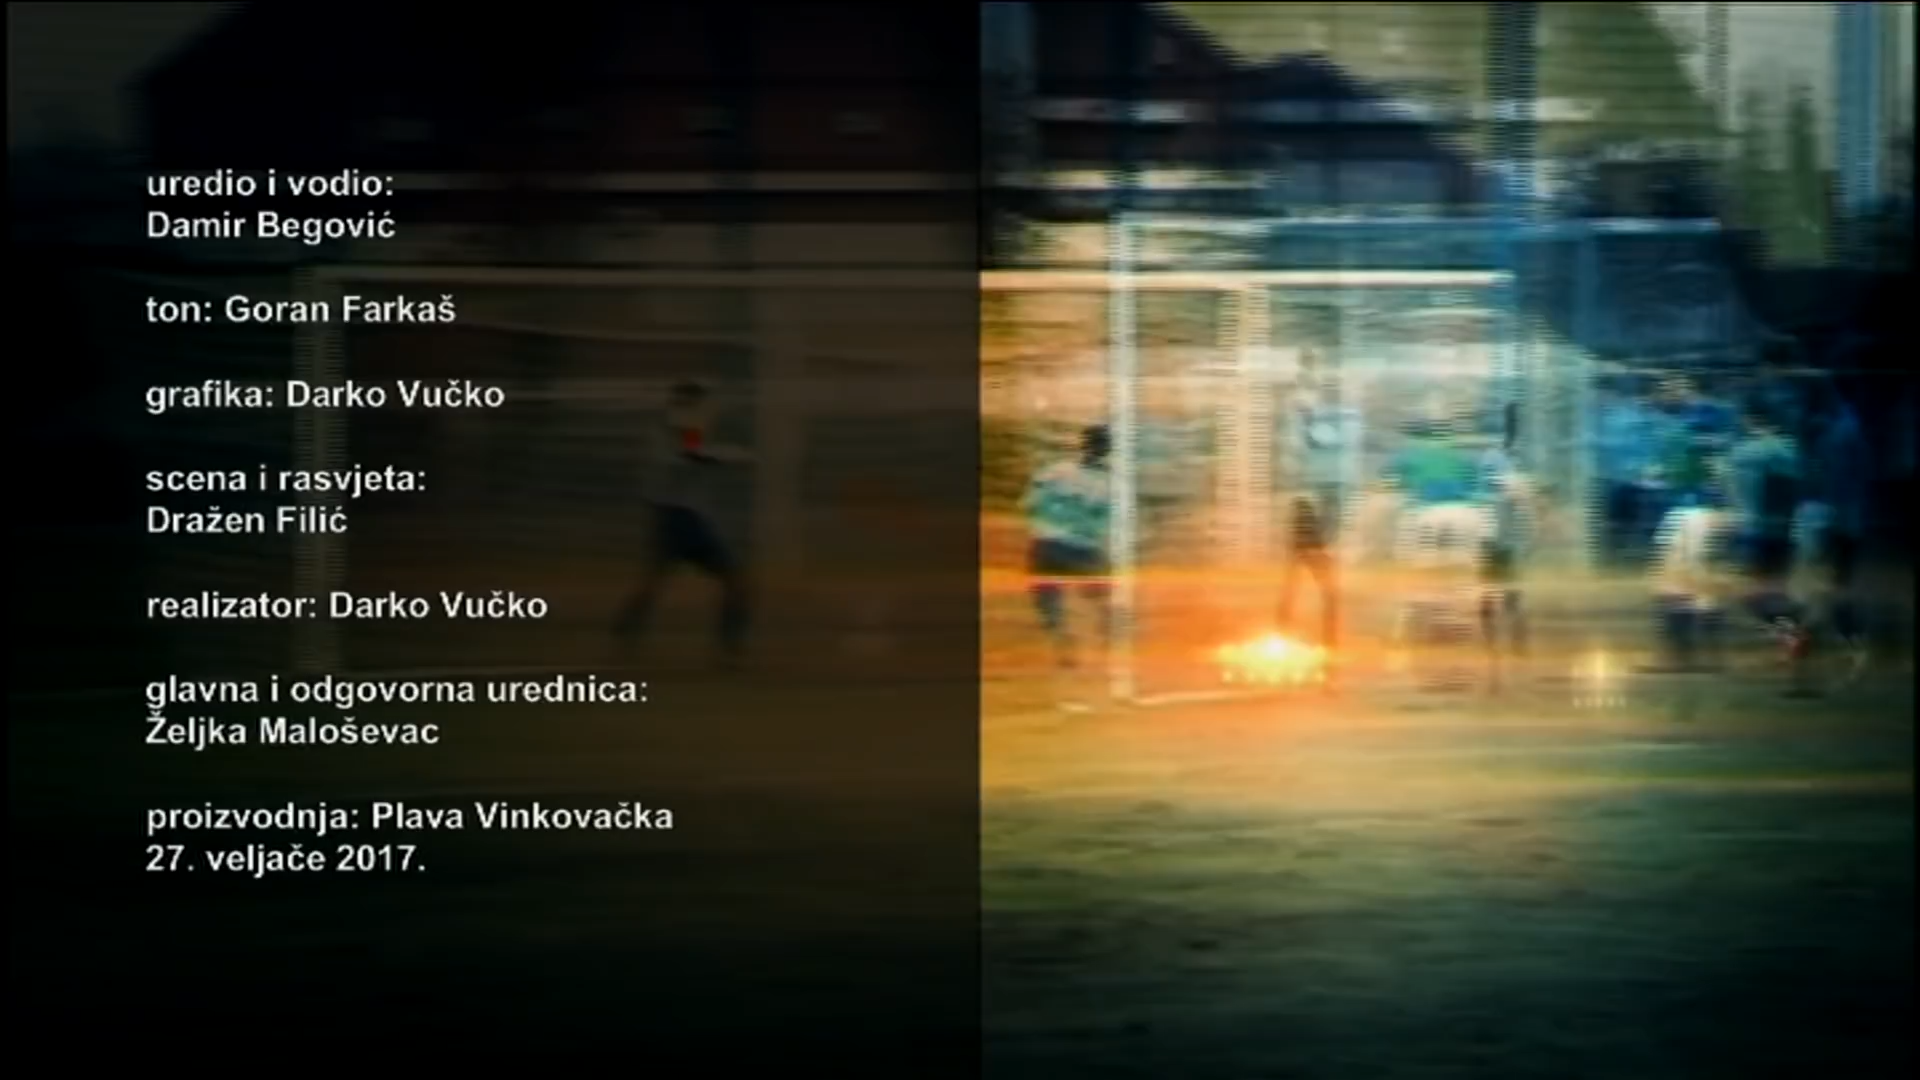 uredio i vodio:
Damir Begović
ton: Goran Farkaš
grafika: Darko Vučko
scena i rasvjeta:
Dražen Filić
realizator: Darko Vučko
glavna i odgovorna urednica:
Željka Maloševac
proizvodnja: Plava Vinkovačka
27. veljače 2017.